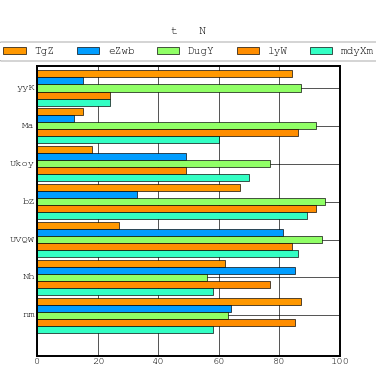 t N
TgZ eZwb DugY lyW mdyXm
yyK
Ma
Ukoy
bZ
UVQW
Nh
nm
0 20 40 60 80 100